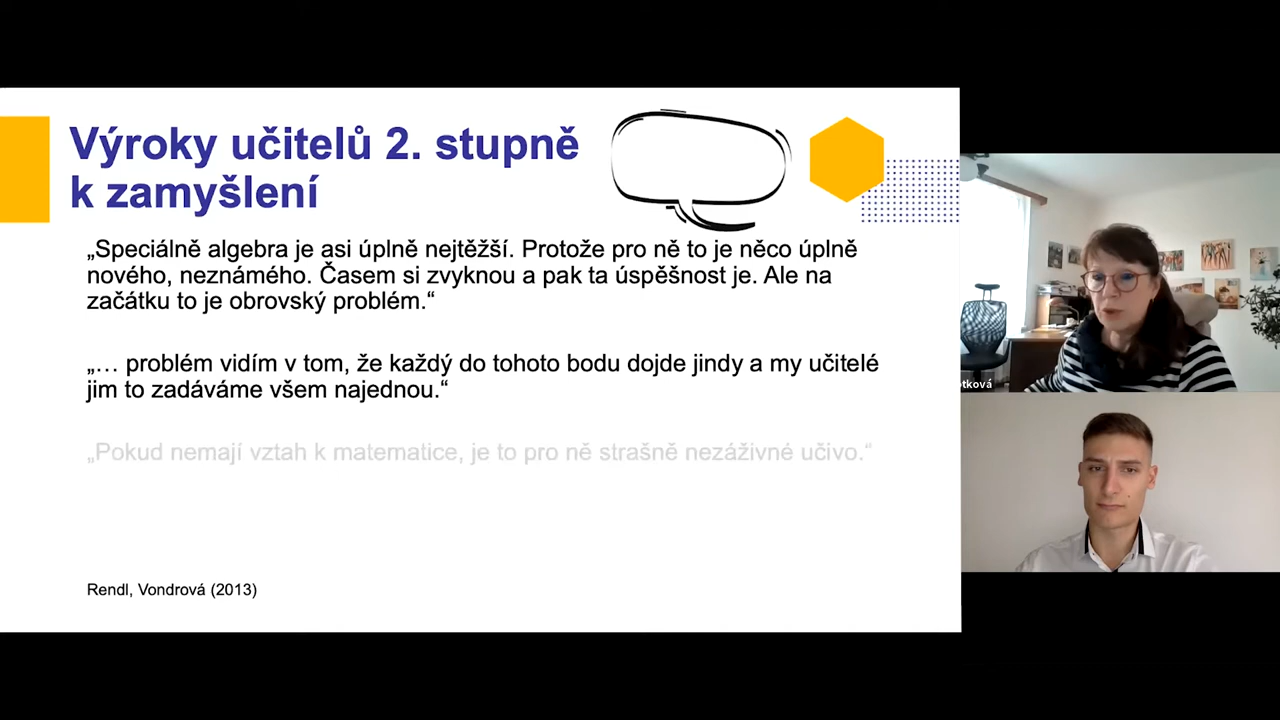 Výroky učitelů 2. stupně
k zamyšlení
„Speciálně algebra je asi úplně nejtěžší. Protože pro ně to je něco úplně
nového, neznámého. Časem si zvyknou a pak ta úspěšnost je. Ale na
začátku to je obrovský problém.“
„… problém vidím v tom, že každý do tohoto bodu dojde jindy a my učitelé
jim to zadáváme všem najednou.“
„Pokud nemají vztah k matematice, je to pro ně strašně nezáživné učivo.“
Rendl, Vondrová (2013)